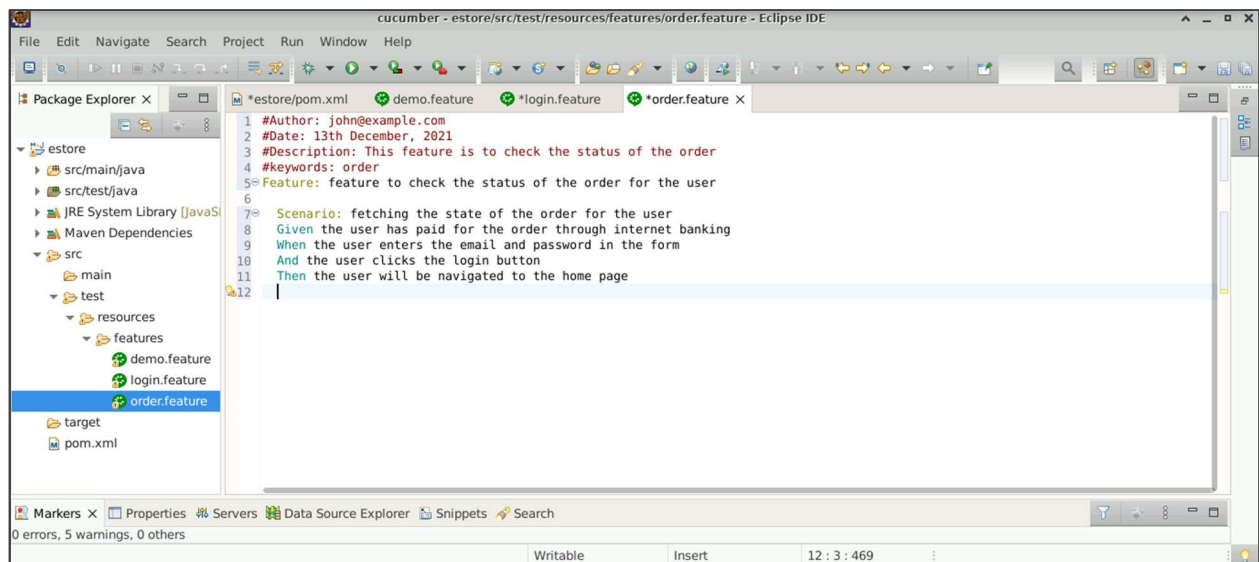 cucumber - estore/src/test/resources/features/order.feature - Eclipse IDE
File Edit Navigate Search Project Run Window Help
Package Explorer
*estore/pom.xml demo.feature *login.feature *order.feature
estore
src/main/java
src/test/java
JRE System Library [JavaS
Maven Dependencies
src
main
test
resources
features
demo.feature
login.feature
order.feature
target
pom.xml
1 #Author: john@example.com
2 #Date: 13th December, 2021
3 #Description: This feature is to check the status of the order
4 #keywords: order
5 Feature: feature to check the status of the order for the user
6
7 Scenario: fetching the state of the order for the user
8 Given the user has paid for the order through internet banking
9 When the user enters the email and password in the form
10 And the user clicks the login button
11 Then the user will be navigated to the home page
12
Markers Properties Servers Data Source Explorer Snippets Search
0 errors, 5 warnings, 0 others
Writable Insert 12 : 3 : 469